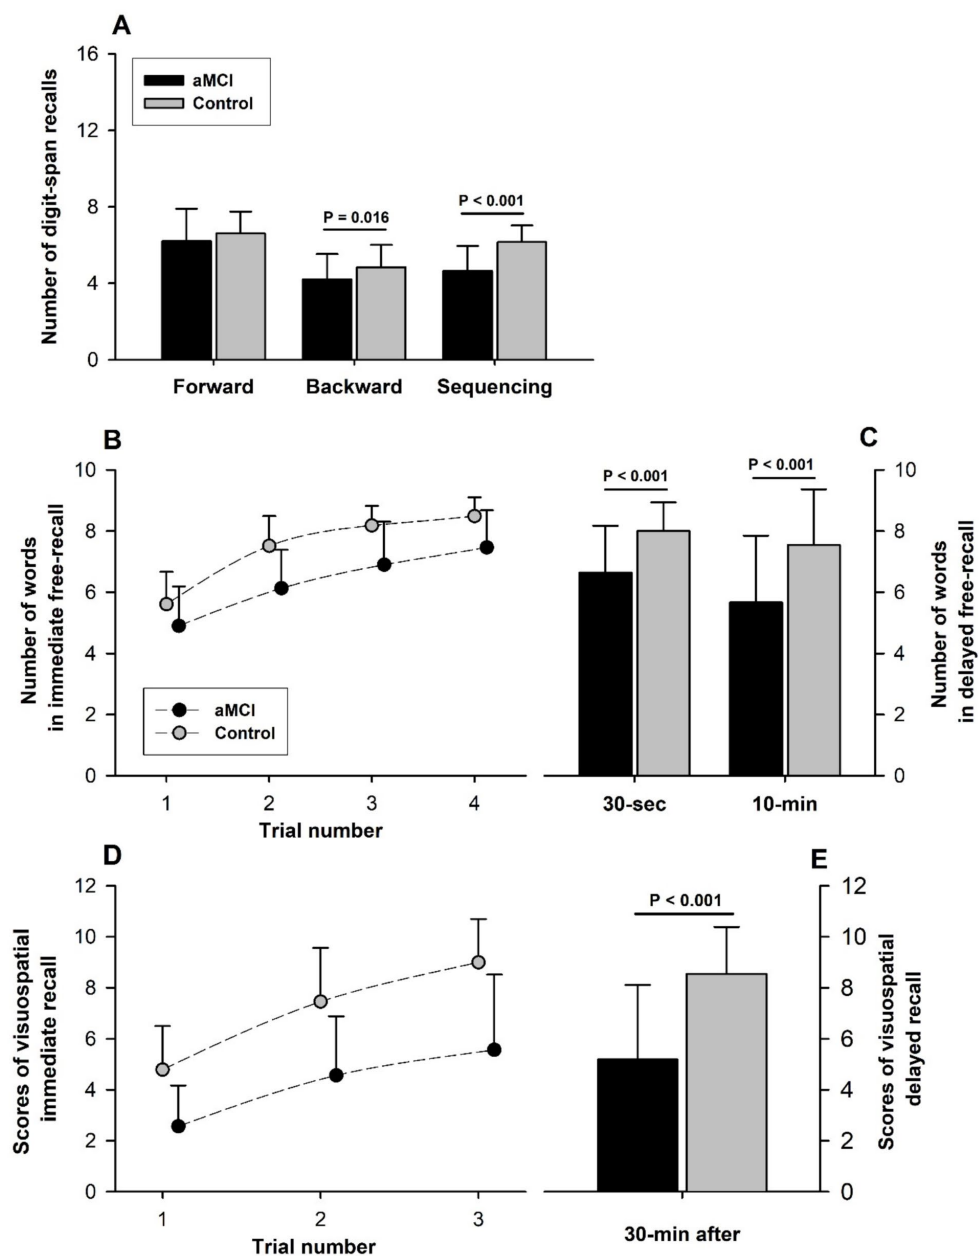 A
Number of digit-span recalls
16
12
8
4
0
aMCI
Control
P = 0.016
P < 0.001
Forward
Backward
Sequencing
B
Number of words
in immediate free-recall
10
8
6
4
2
0
aMCI
Control
1
2
3
4
Trial number
C
P < 0.001
P < 0.001
10
8
6
4
2
0
Number of words
in delayed free-recall
30-sec
10-min
D
Scores of visuospatial
immediate recall
12
10
8
6
4
2
0
1
2
3
Trial number
E
P < 0.001
12
10
8
6
4
2
0
Scores of visuospatial
delayed recall
30-min after